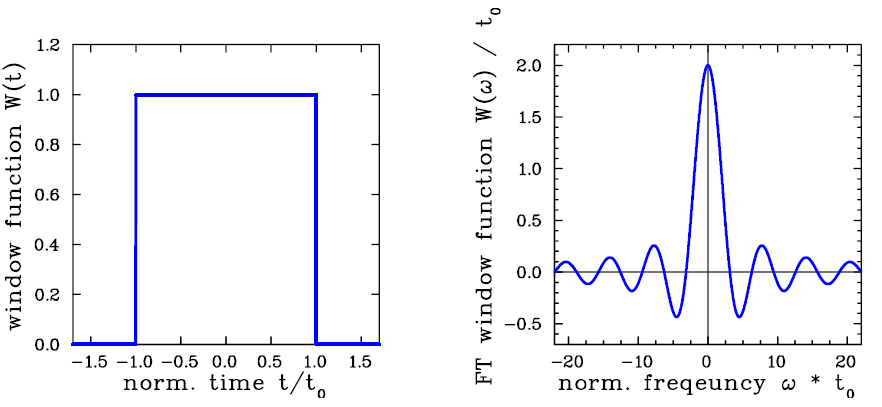 window function W(t)
1.2
1.0
0.8
0.6
0.4
0.2
0.0
−1.5 −1.0 −0.5 0.0 0.5 1.0 1.5
norm. time t/t₀
FT window function W(ω) / t₀
2.0
1.5
1.0
0.5
0.0
−0.5
−20 −10 0 10 20
norm. freqeuncy ω * t₀